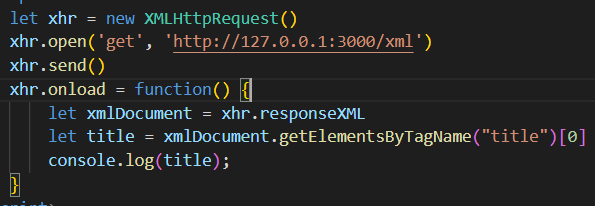 let xhr = new XMLHttpRequest()
xhr.open('get', 'http://127.0.0.1:3000/xml')
xhr.send()
xhr.onload = function() {
    let xmlDocument = xhr.responseXML
    let title = xmlDocument.getElementsByTagName("title")[0]
    console.log(title);
}